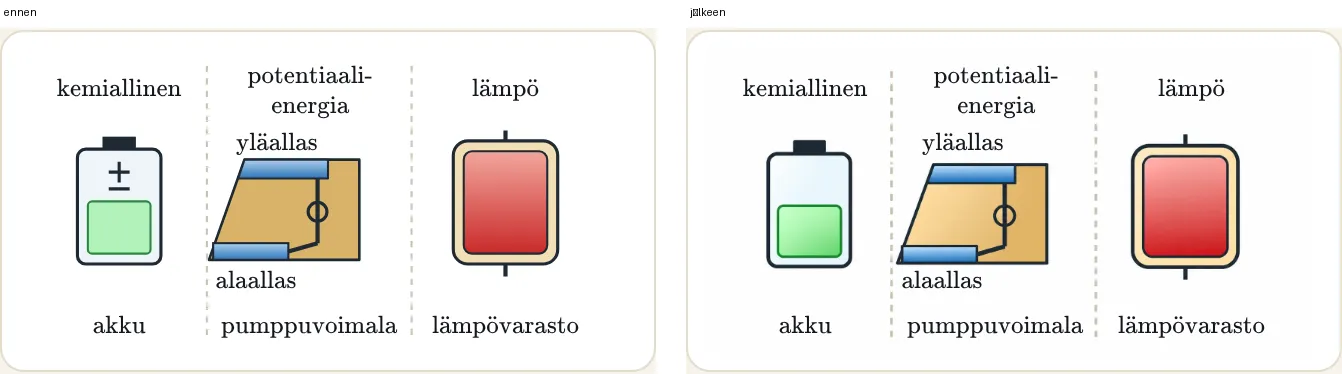 ennen
kemiallinen
potentiaali-
energia
lämpö
yläallas
±
alaallas
akku
pumppuvoimala
lämpövarasto
j▯lkeen
kemiallinen
potentiaali-
energia
lämpö
yläallas
alaallas
akku
pumppuvoimala
lämpövarasto